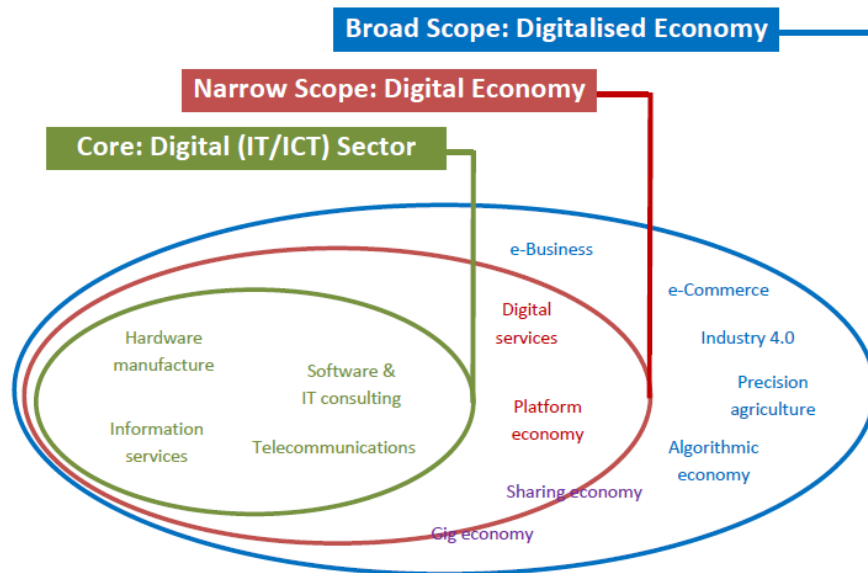 Broad Scope: Digitalised Economy
Narrow Scope: Digital Economy
Core: Digital (IT/ICT) Sector
e-Business
e-Commerce
Digital
services
Industry 4.0
Hardware
manufacture
Software &
IT consulting
Precision
agriculture
Platform
economy
Information
services
Telecommunications
Algorithmic
economy
Sharing economy
Gig economy